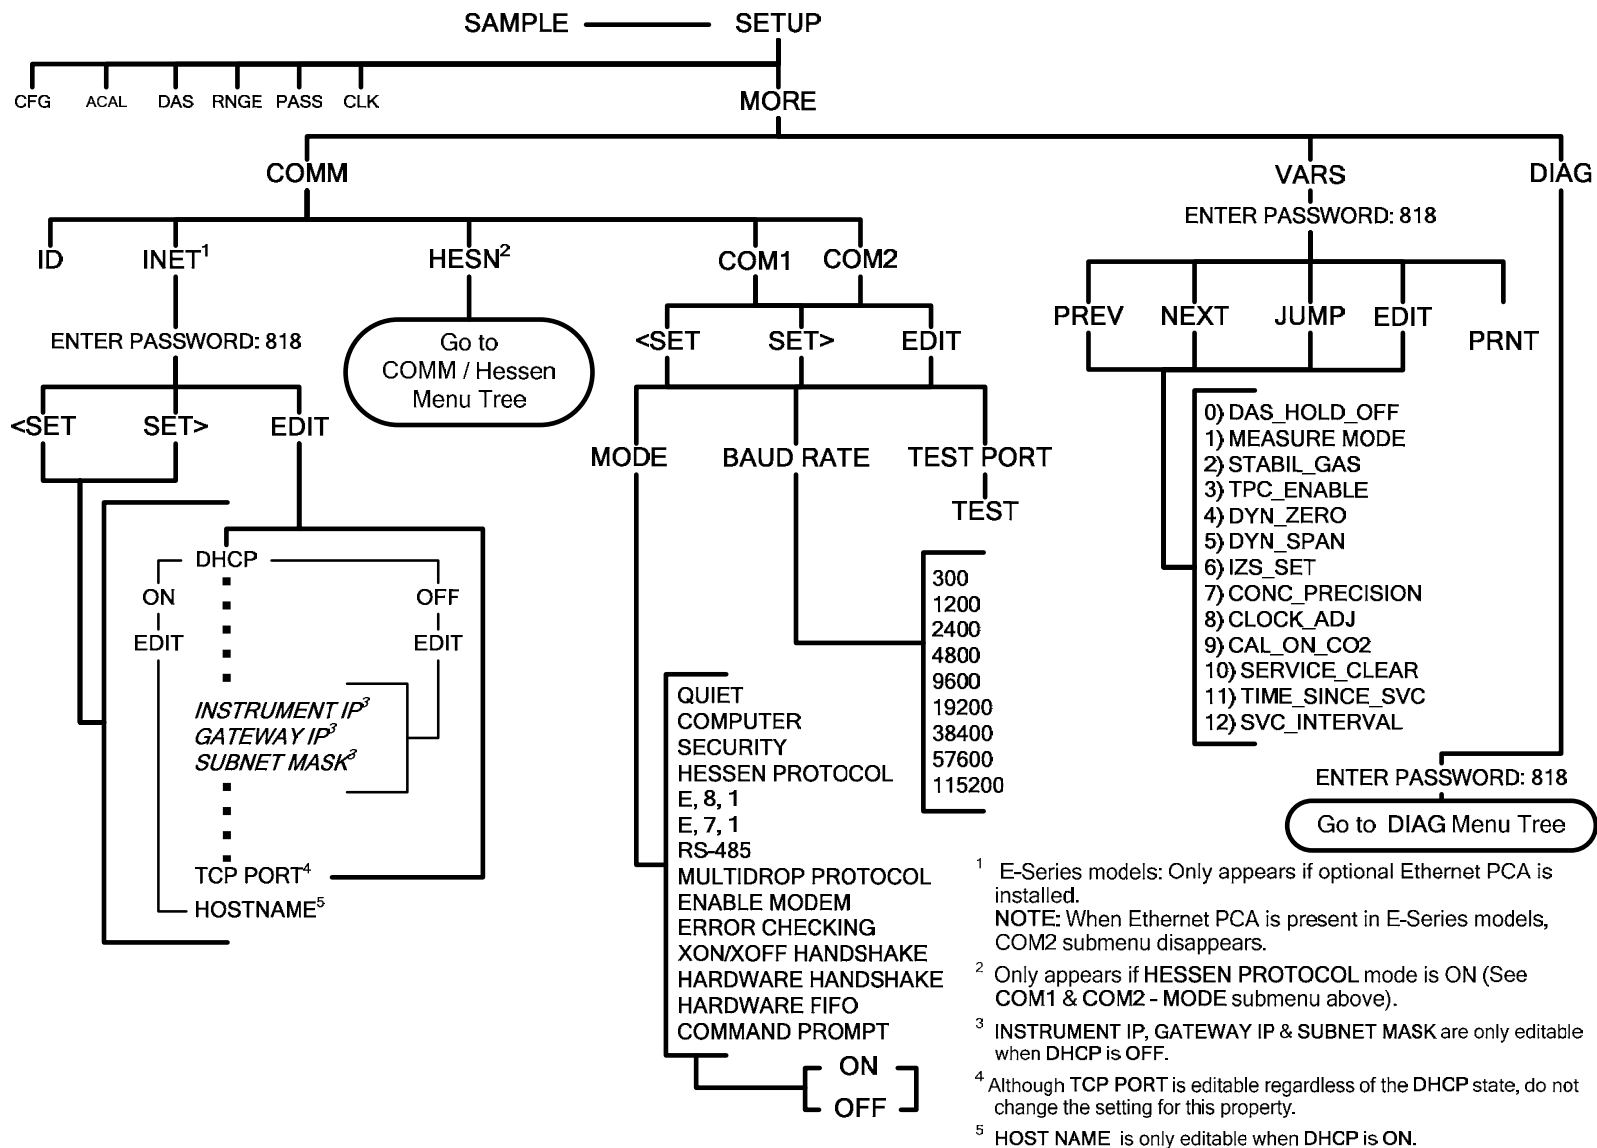 SAMPLE SETUP
CFG ACAL DAS RNGE PASS CLK MORE
COMM VARS DIAG
ENTER PASSWORD: 818
ID INET¹ HESN² COM1 COM2
PREV NEXT JUMP EDIT PRNT
ENTER PASSWORD: 818
<SET SET> EDIT
Go to
COMM / Hessen
Menu Tree
<SET SET> EDIT
MODE BAUD RATE TEST PORT
TEST
DHCP
ON OFF
EDIT EDIT
INSTRUMENT IP³
GATEWAY IP³
SUBNET MASK³
TCP PORT⁴
HOSTNAME⁵
300
1200
2400
4800
9600
19200
38400
57600
115200
QUIET
COMPUTER
SECURITY
HESSEN PROTOCOL
E, 8, 1
E, 7, 1
RS-485
MULTIDROP PROTOCOL
ENABLE MODEM
ERROR CHECKING
XON/XOFF HANDSHAKE
HARDWARE HANDSHAKE
HARDWARE FIFO
COMMAND PROMPT
ON
OFF
0) DAS_HOLD_OFF
1) MEASURE MODE
2) STABIL_GAS
3) TPC_ENABLE
4) DYN_ZERO
5) DYN_SPAN
6) IZS_SET
7) CONC_PRECISION
8) CLOCK_ADJ
9) CAL_ON_CO2
10) SERVICE_CLEAR
11) TIME_SINCE_SVC
12) SVC_INTERVAL
ENTER PASSWORD: 818
Go to DIAG Menu Tree
¹ E-Series models: Only appears if optional Ethernet PCA is
installed.
NOTE: When Ethernet PCA is present in E-Series models,
COM2 submenu disappears.
² Only appears if HESSEN PROTOCOL mode is ON (See
COM1 & COM2 - MODE submenu above).
³ INSTRUMENT IP, GATEWAY IP & SUBNET MASK are only editable
when DHCP is OFF.
⁴ Although TCP PORT is editable regardless of the DHCP state, do not
change the setting for this property.
⁵ HOST NAME is only editable when DHCP is ON.